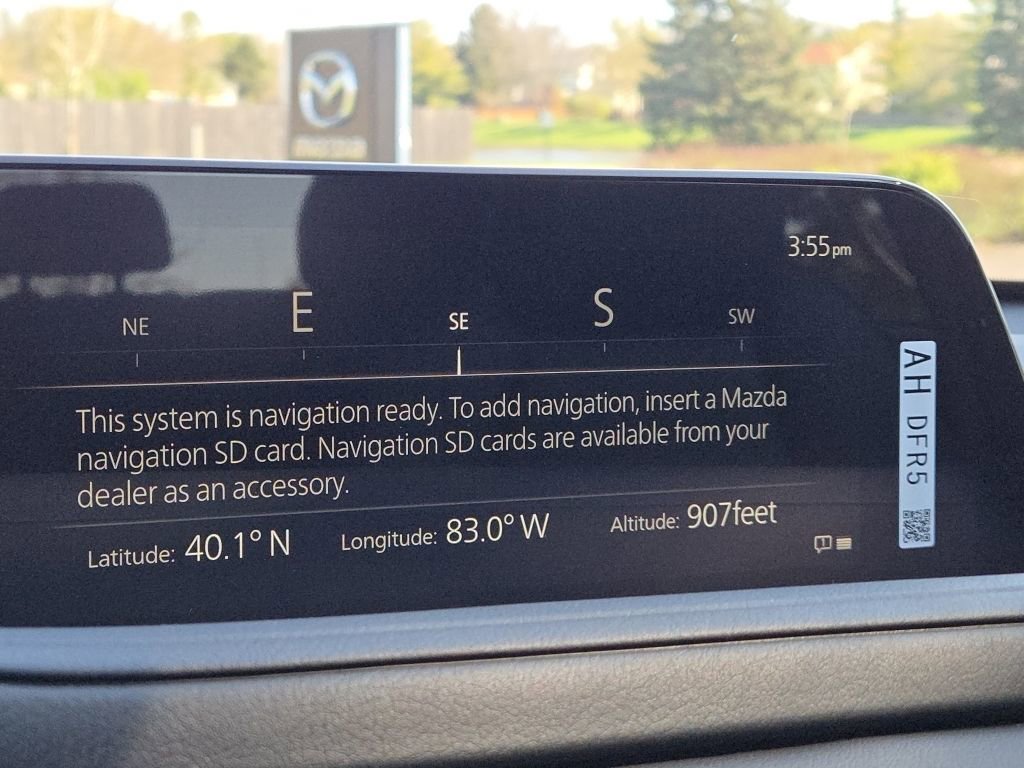 3:55pm
NE E SE S SW
This system is navigation ready. To add navigation, insert a Mazda
navigation SD card. Navigation SD cards are available from your
dealer as an accessory.
Latitude: 40.1° N Longitude: 83.0° W Altitude: 907feet
AH DFR5